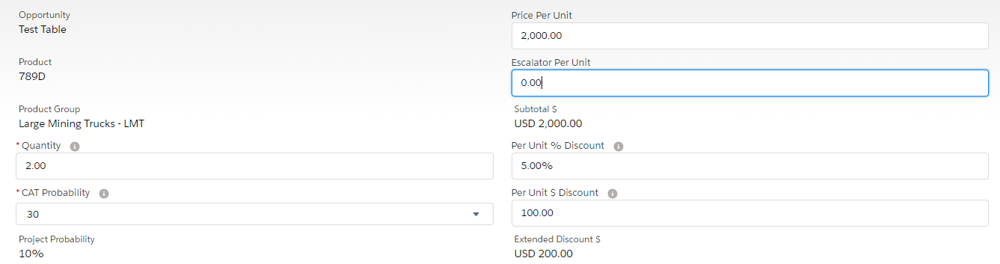 Opportunity
Test Table
Product
789D
Product Group
Large Mining Trucks - LMT
* Quantity
2.00
* CAT Probability
30
Project Probability
10%
Price Per Unit
2,000.00
Escalator Per Unit
0.00
Subtotal $
USD 2,000.00
Per Unit % Discount
5.00%
Per Unit $ Discount
100.00
Extended Discount $
USD 200.00